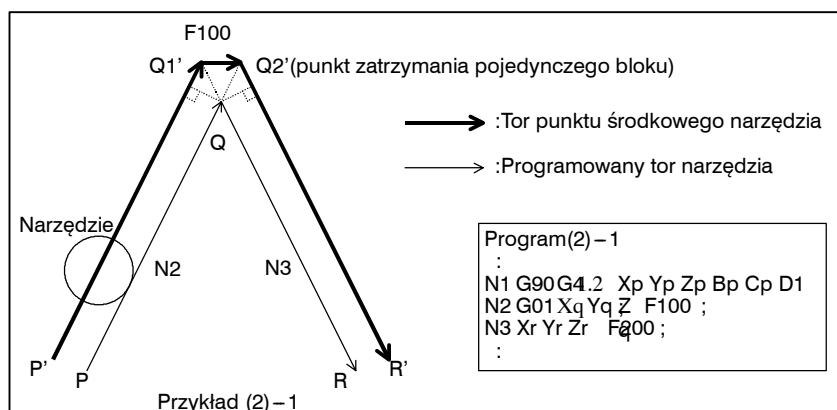 F100
Q1’ Q2’(punkt zatrzymania pojedynczego bloku)
:Tor punktu środkowego narzędzia
Q
:Programowany tor narzędzia
Narzędzie
N2 N3
Program(2)–1
:
N1 G90 G41.2 Xp Yp Zp Bp Cp D1
N2 G01 Xq Yq Zq F100 ;
N3 Xr Yr Zr F200 ;
:
P’ P R R’
Przykład (2)–1